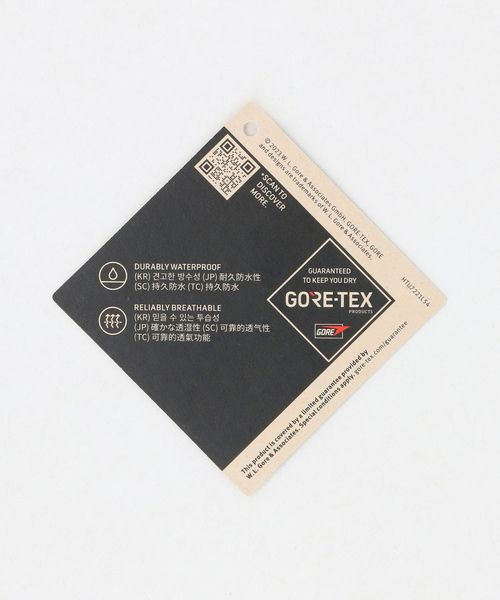 © 2023 W. L. Gore & Associates GmbH. GORE-TEX, GORE
and designs are trademarks of W. L. Gore & Associates.
*SCAN TO
DISCOVER
MORE.
DURABLY WATERPROOF
(KR) 견고한 방수성 (JP) 耐久防水性
(SC) 持久防水 (TC) 持久防水
RELIABLY BREATHABLE
(KR) 믿을 수 있는 투습성
(JP) 確かな透湿性 (SC) 可靠的透气性
(TC) 可靠的透氣功能
GUARANTEED
TO KEEP YOU DRY
GORE-TEX
PRODUCTS
GORE
HTU7221L54
This product is covered by a limited guarantee provided by
W. L. Gore & Associates. Special conditions apply. gore-tex.com/guarantee